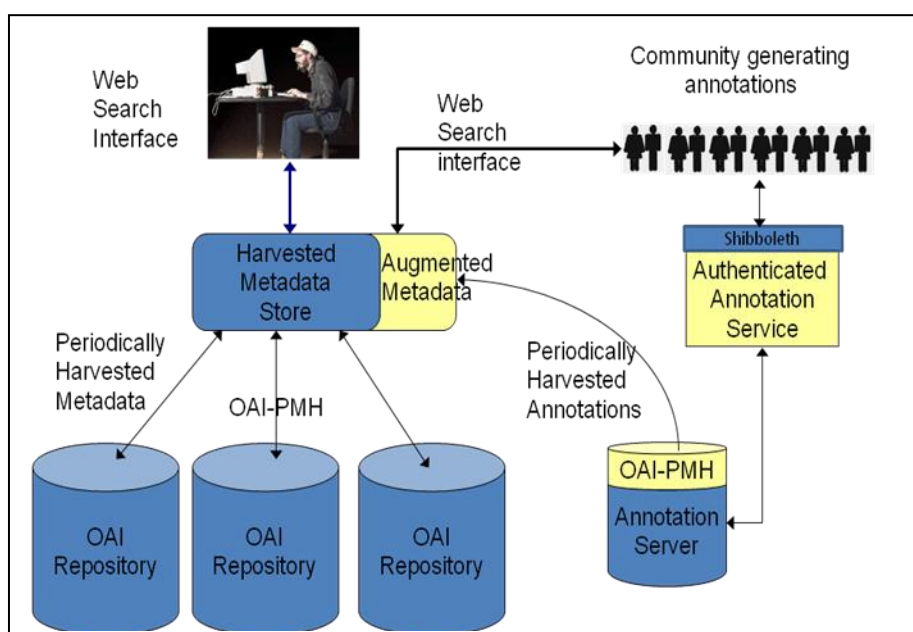 Web
Search
Interface
Community generating
annotations
Web
Search
interface
Shibboleth
Harvested
Metadata
Store
Augmented
Metadata
Authenticated
Annotation
Service
Periodically
Harvested
Metadata
OAI-PMH
Periodically
Harvested
Annotations
OAI
Repository
OAI
Repository
OAI
Repository
OAI-PMH
Annotation
Server